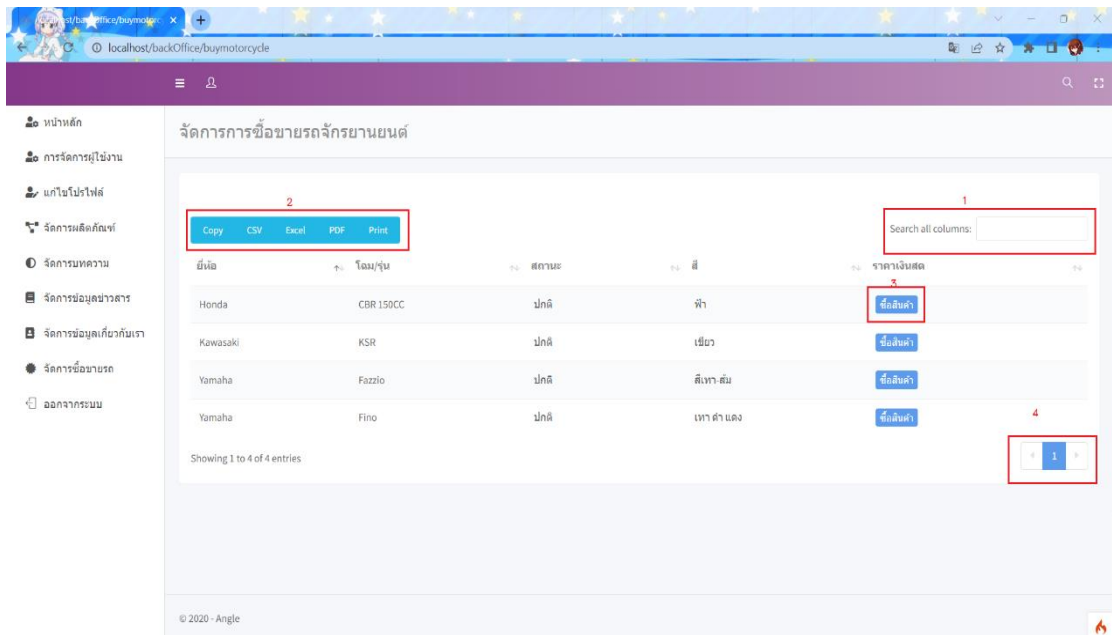 localhost/backOffice/buymotorcycle
หน้าหลัก
การจัดการผู้ใช้งาน
แก้ไขโปรไฟล์
จัดการผลิตภัณฑ์
จัดการบทความ
จัดการข้อมูลข่าวสาร
จัดการข้อมูลเกี่ยวกับเรา
จัดการซื้อขายรถ
ออกจากระบบ
จัดการการซื้อขายรถจักรยานยนต์
2 1
Copy CSV Excel PDF Print Search all columns:
ยี่ห้อ โฉม/รุ่น สถานะ สี ราคาเงินสด
3
Honda CBR 150CC ปกติ ฟ้า ซื้อสินค้า
Kawasaki KSR ปกติ เขียว ซื้อสินค้า
Yamaha Fazzio ปกติ สีเทา-ส้ม ซื้อสินค้า
Yamaha Fino ปกติ เทา ดำ แดง ซื้อสินค้า
4
Showing 1 to 4 of 4 entries 1
© 2020 - Angle